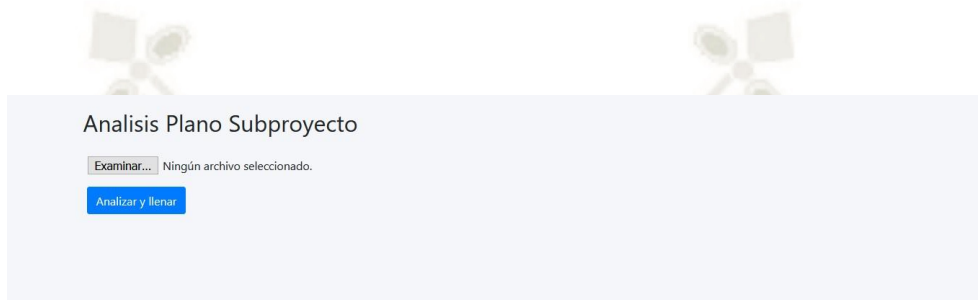 Analisis Plano Subproyecto
Examinar... Ningún archivo seleccionado.
Analizar y llenar